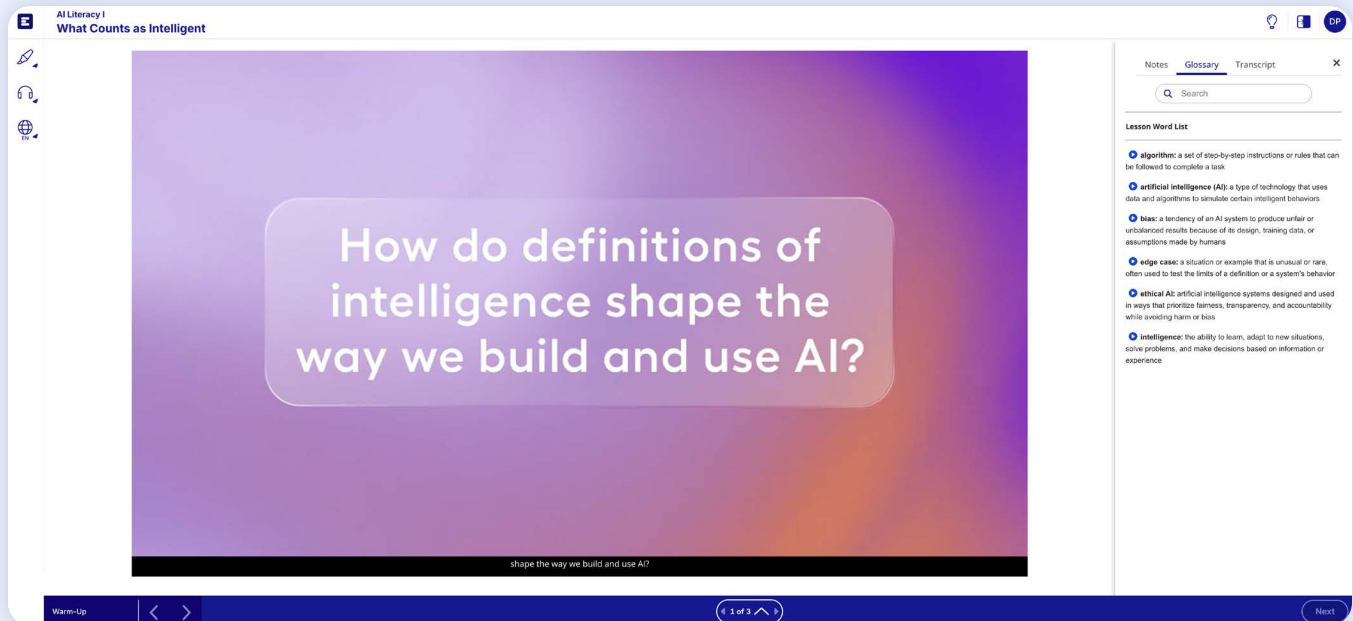 E
AI Literacy I
What Counts as Intelligent
DP
EN
How do definitions of
intelligence shape the
way we build and use AI?
shape the way we build and use AI?
Notes Glossary Transcript ×
Search
Lesson Word List
algorithm: a set of step-by-step instructions or rules that can
be followed to complete a task
artificial intelligence (AI): a type of technology that uses
data and algorithms to simulate certain intelligent behaviors
bias: a tendency of an AI system to produce unfair or
unbalanced results because of its design, training data, or
assumptions made by humans
edge case: a situation or example that is unusual or rare,
often used to test the limits of a definition or a system's behavior
ethical AI: artificial intelligence systems designed and used
in ways that prioritize fairness, transparency, and accountability
while avoiding harm or bias
intelligence: the ability to learn, adapt to new situations,
solve problems, and make decisions based on information or
experience
Warm-Up
1 of 3
Next